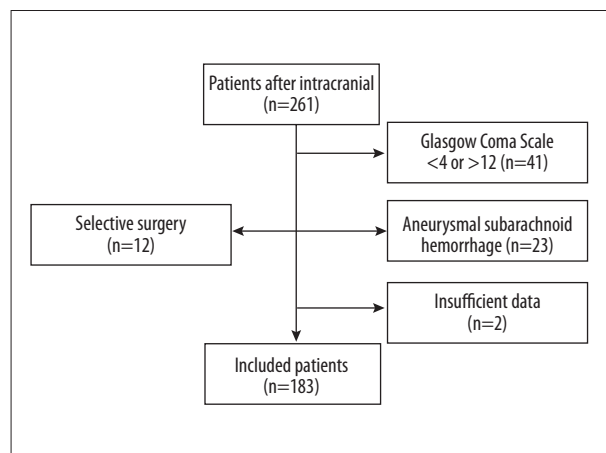 Patients after intracranial
(n=261)
Glasgow Coma Scale
<4 or >12 (n=41)
Selective surgery
(n=12)
Aneurysmal subarachnoid
hemorrhage (n=23)
Insufficient data
(n=2)
Included patients
(n=183)